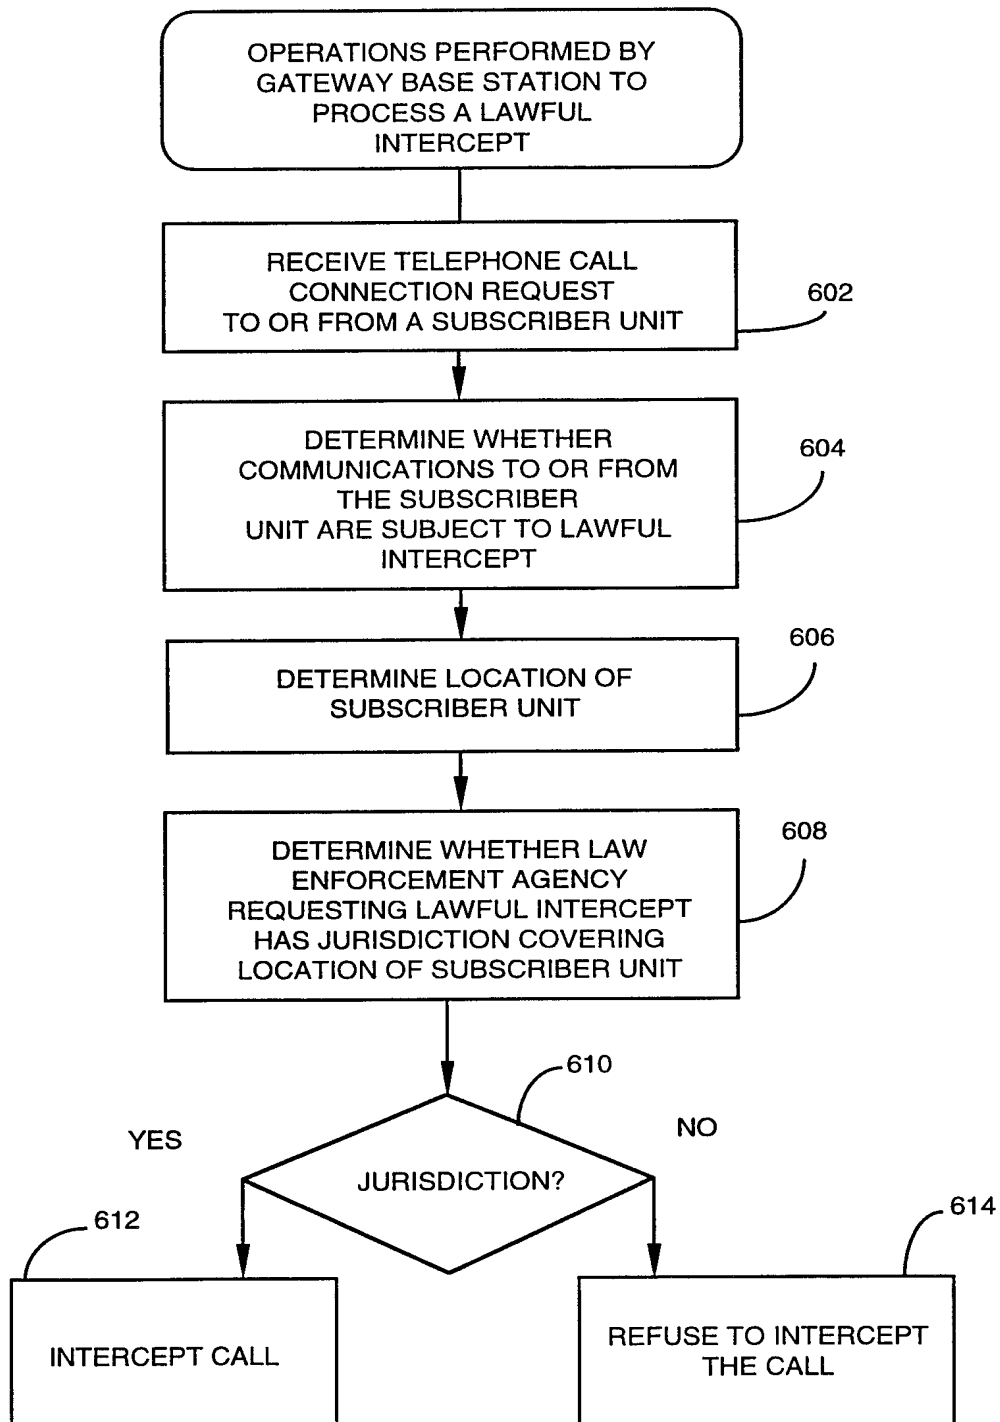 OPERATIONS PERFORMED BY
GATEWAY BASE STATION TO
PROCESS A LAWFUL
INTERCEPT
RECEIVE TELEPHONE CALL
CONNECTION REQUEST
TO OR FROM A SUBSCRIBER UNIT
602
DETERMINE WHETHER
COMMUNICATIONS TO OR FROM
THE SUBSCRIBER
UNIT ARE SUBJECT TO LAWFUL
INTERCEPT
604
DETERMINE LOCATION OF
SUBSCRIBER UNIT
606
DETERMINE WHETHER LAW
ENFORCEMENT AGENCY
REQUESTING LAWFUL INTERCEPT
HAS JURISDICTION COVERING
LOCATION OF SUBSCRIBER UNIT
608
610
YES
NO
JURISDICTION?
612
614
INTERCEPT CALL
REFUSE TO INTERCEPT
THE CALL